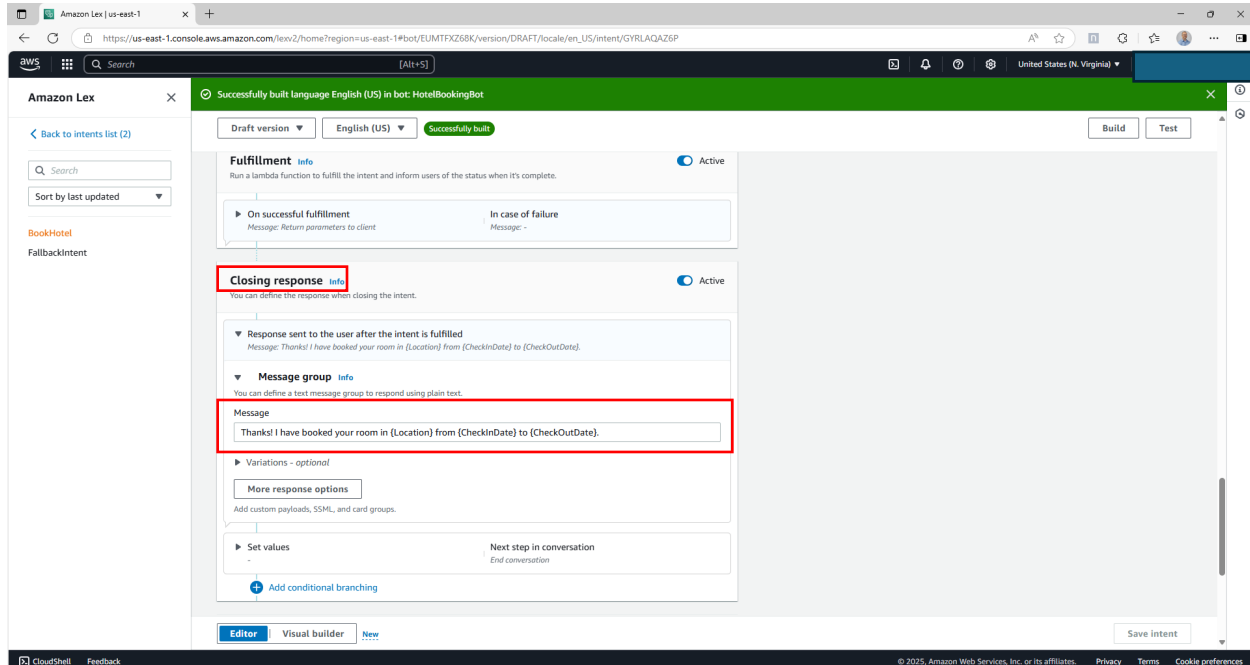 Amazon Lex | us-east-1
https://us-east-1.console.aws.amazon.com/lexv2/home?region=us-east-1#bot/EUMTFXZ68K/version/DRAFT/locale/en_US/intent/GYRLAQAZ6P
aws Search [Alt+S] United States (N. Virginia)
Amazon Lex
Successfully built language English (US) in bot: HotelBookingBot
Back to intents list (2)
Draft version English (US) Successfully built Build Test
Search
Sort by last updated
BookHotel
FallbackIntent
Fulfillment Info Active
Run a lambda function to fulfill the intent and inform users of the status when it's complete.
On successful fulfillment In case of failure
Message: Return parameters to client Message: -
Closing response Info Active
You can define the response when closing the intent.
Response sent to the user after the intent is fulfilled
Message: Thanks! I have booked your room in {Location} from {CheckInDate} to {CheckOutDate}.
Message group Info
You can define a text message group to respond using plain text.
Message
Thanks! I have booked your room in {Location} from {CheckInDate} to {CheckOutDate}.
Variations - optional
More response options
Add custom payloads, SSML, and card groups.
Set values Next step in conversation
- End conversation
Add conditional branching
Editor Visual builder New Save intent
CloudShell Feedback © 2025, Amazon Web Services, Inc. or its affiliates. Privacy Terms Cookie preferences